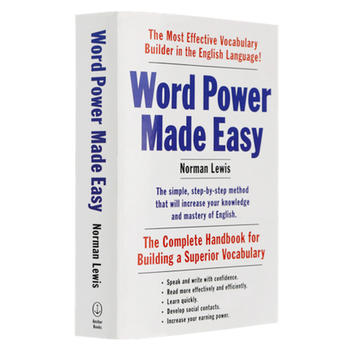 Word Power Made Easy
Norman Lewis
Anchor
Books
The Most Effective Vocabulary
Builder in the English Language!
Word Power
Made Easy
Norman Lewis
The simple, step-by-step method
that will increase your knowledge
and mastery of English.
The Complete Handbook for
Building a Superior Vocabulary
• Speak and write with confidence.
• Read more effectively and efficiently.
• Learn quickly.
• Develop social contacts.
• Increase your earning power.